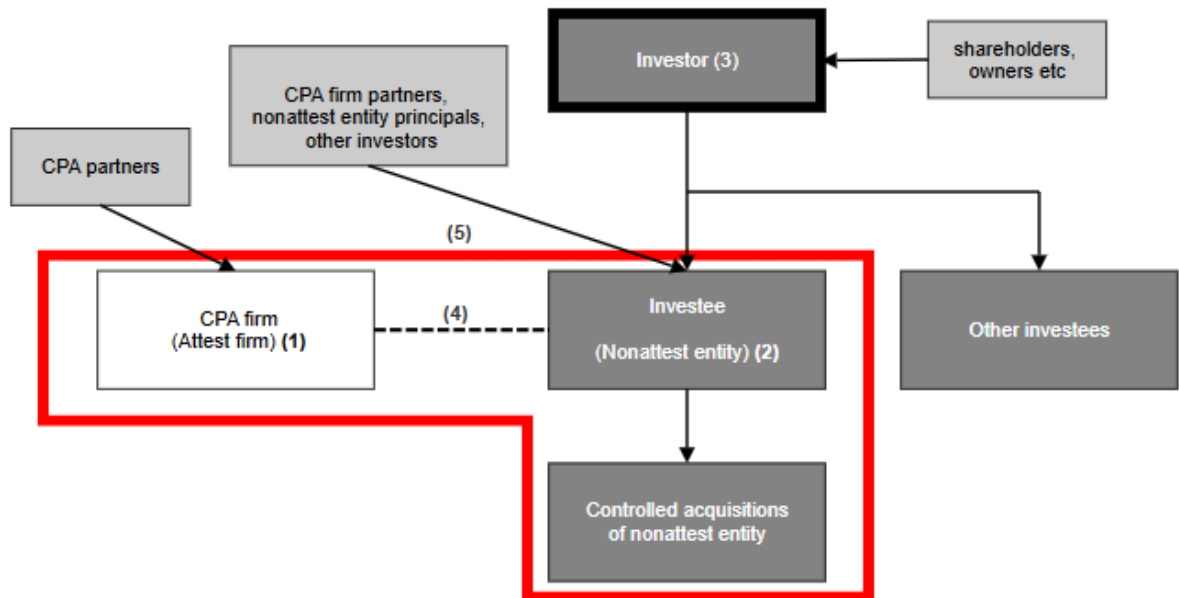 Investor (3)
shareholders,
owners etc
CPA firm partners,
nonattest entity principals,
other investors
CPA partners
(5)
CPA firm
(Attest firm) (1)
(4)
Investee
(Nonattest entity) (2)
Other investees
Controlled acquisitions
of nonattest entity